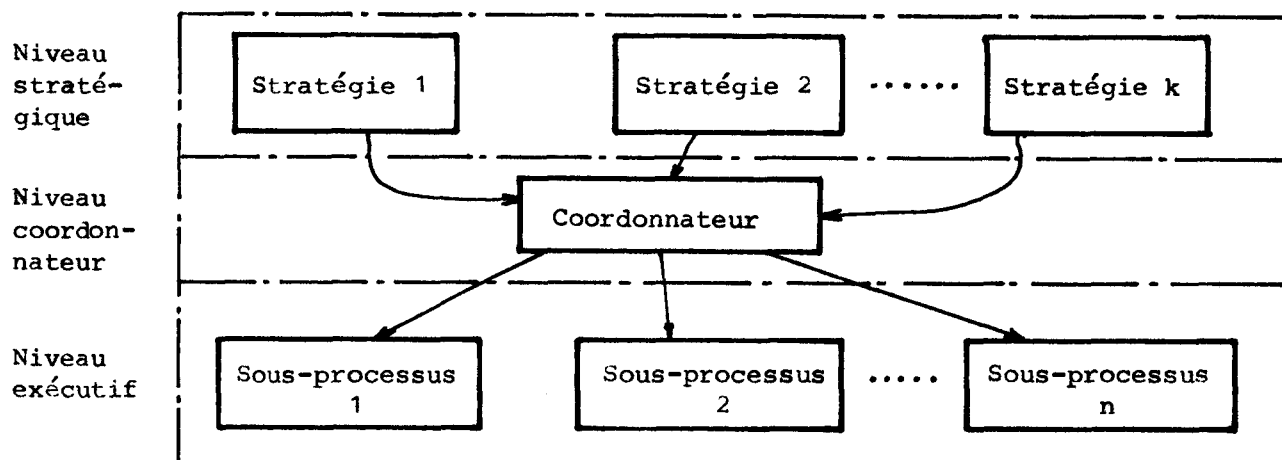 Niveau
straté-
gique
Stratégie 1
Stratégie 2
......
Stratégie k
Niveau
coordon-
nateur
Coordonnateur
Niveau
exécutif
Sous-processus
1
Sous-processus
2
.....
Sous-processus
n